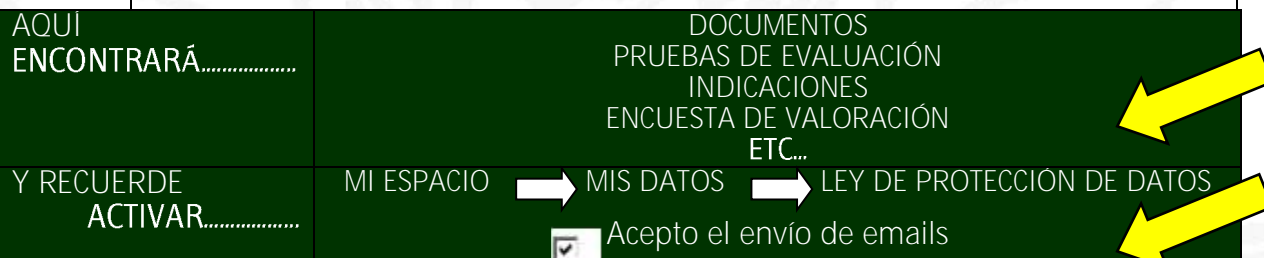 AQUÍ
ENCONTRARÁ………………
DOCUMENTOS
PRUEBAS DE EVALUACIÓN
INDICACIONES
ENCUESTA DE VALORACIÓN
ETC…
Y RECUERDE
ACTIVAR………………
MI ESPACIO MIS DATOS LEY DE PROTECCIÓN DE DATOS
Acepto el envío de emails